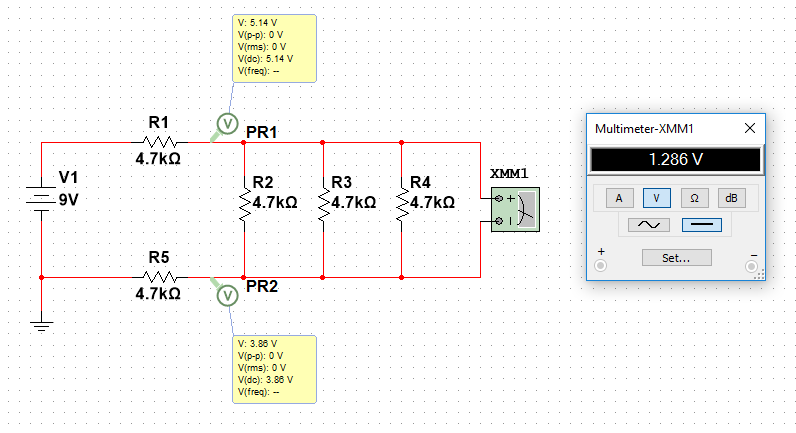 V: 5.14 V
V(p-p): 0 V
V(rms): 0 V
V(dc): 5.14 V
V(freq): --
V
R1
PR1
4.7kΩ
V1
9V
R2
4.7kΩ
R3
4.7kΩ
R4
4.7kΩ
XMM1
+
R5
4.7kΩ
PR2
V
V: 3.86 V
V(p-p): 0 V
V(rms): 0 V
V(dc): 3.86 V
V(freq): --
Multimeter-XMM1
1.286 V
A V Ω dB
+ Set... −